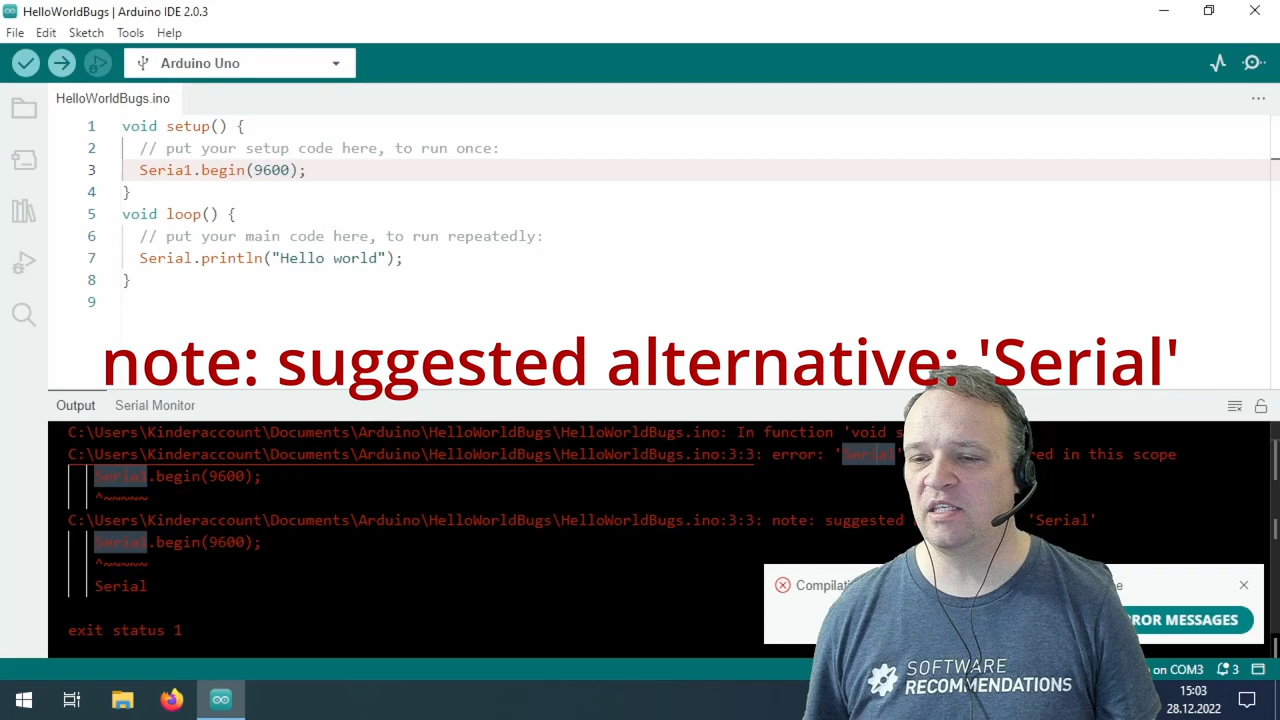 HelloWorldBugs | Arduino IDE 2.0.3
File Edit Sketch Tools Help
Arduino Uno
HelloWorldBugs.ino
1 void setup() {
2 // put your setup code here, to run once:
3 Seria1.begin(9600);
4 }
5 void loop() {
6 // put your main code here, to run repeatedly:
7 Serial.println("Hello world");
8 }
9
note: suggested alternative: 'Serial'
Output Serial Monitor
C:\Users\Kinderaccount\Documents\Arduino\HelloWorldBugs\HelloWorldBugs.ino: In function 'void
C:\Users\Kinderaccount\Documents\Arduino\HelloWorldBugs\HelloWorldBugs.ino:3:3: error: 'Seria1' in this scope
Seria1.begin(9600);
^~~~~~
C:\Users\Kinderaccount\Documents\Arduino\HelloWorldBugs\HelloWorldBugs.ino:3:3: note: suggested 'Serial'
Seria1.begin(9600);
^~~~~~
Serial
exit status 1
MESSAGES
SOFTWARE
RECOMMENDATIONS
on COM3 3
15:03
28.12.2022